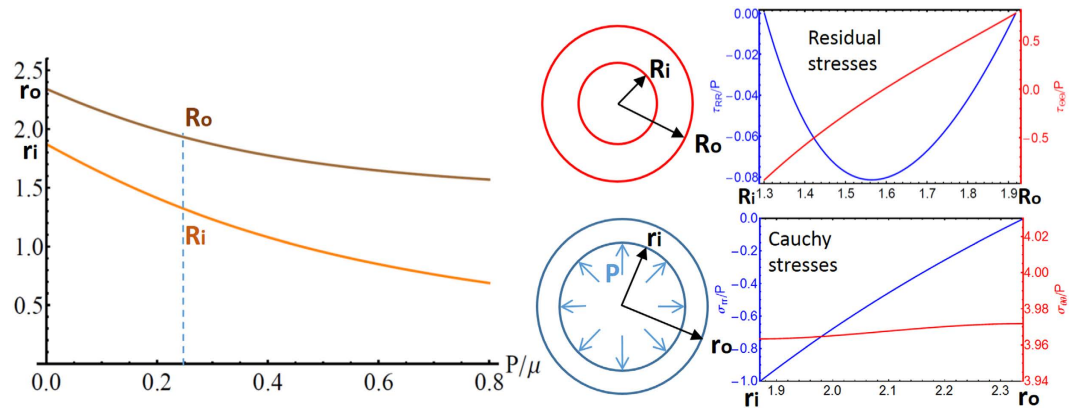 2.5
ro
2.0
ri
1.5
1.0
0.5
Ro
Ri
0.0
0.2
0.4
0.6
0.8
P/μ
Ri
Ro
P
ri
ro
Residual
stresses
0.00
−0.02
−0.04
−0.06
−0.08
τRR/P
0.5
0.0
−0.5
τΘΘ/P
Ri
1.3
1.4
1.5
1.6
1.7
1.8
1.9
Ro
Cauchy
stresses
0.0
−0.2
−0.4
−0.6
−0.8
−1.0
σrr/P
4.02
4.00
3.98
3.96
3.94
σθθ/P
ri
1.9
2.0
2.1
2.2
2.3
ro